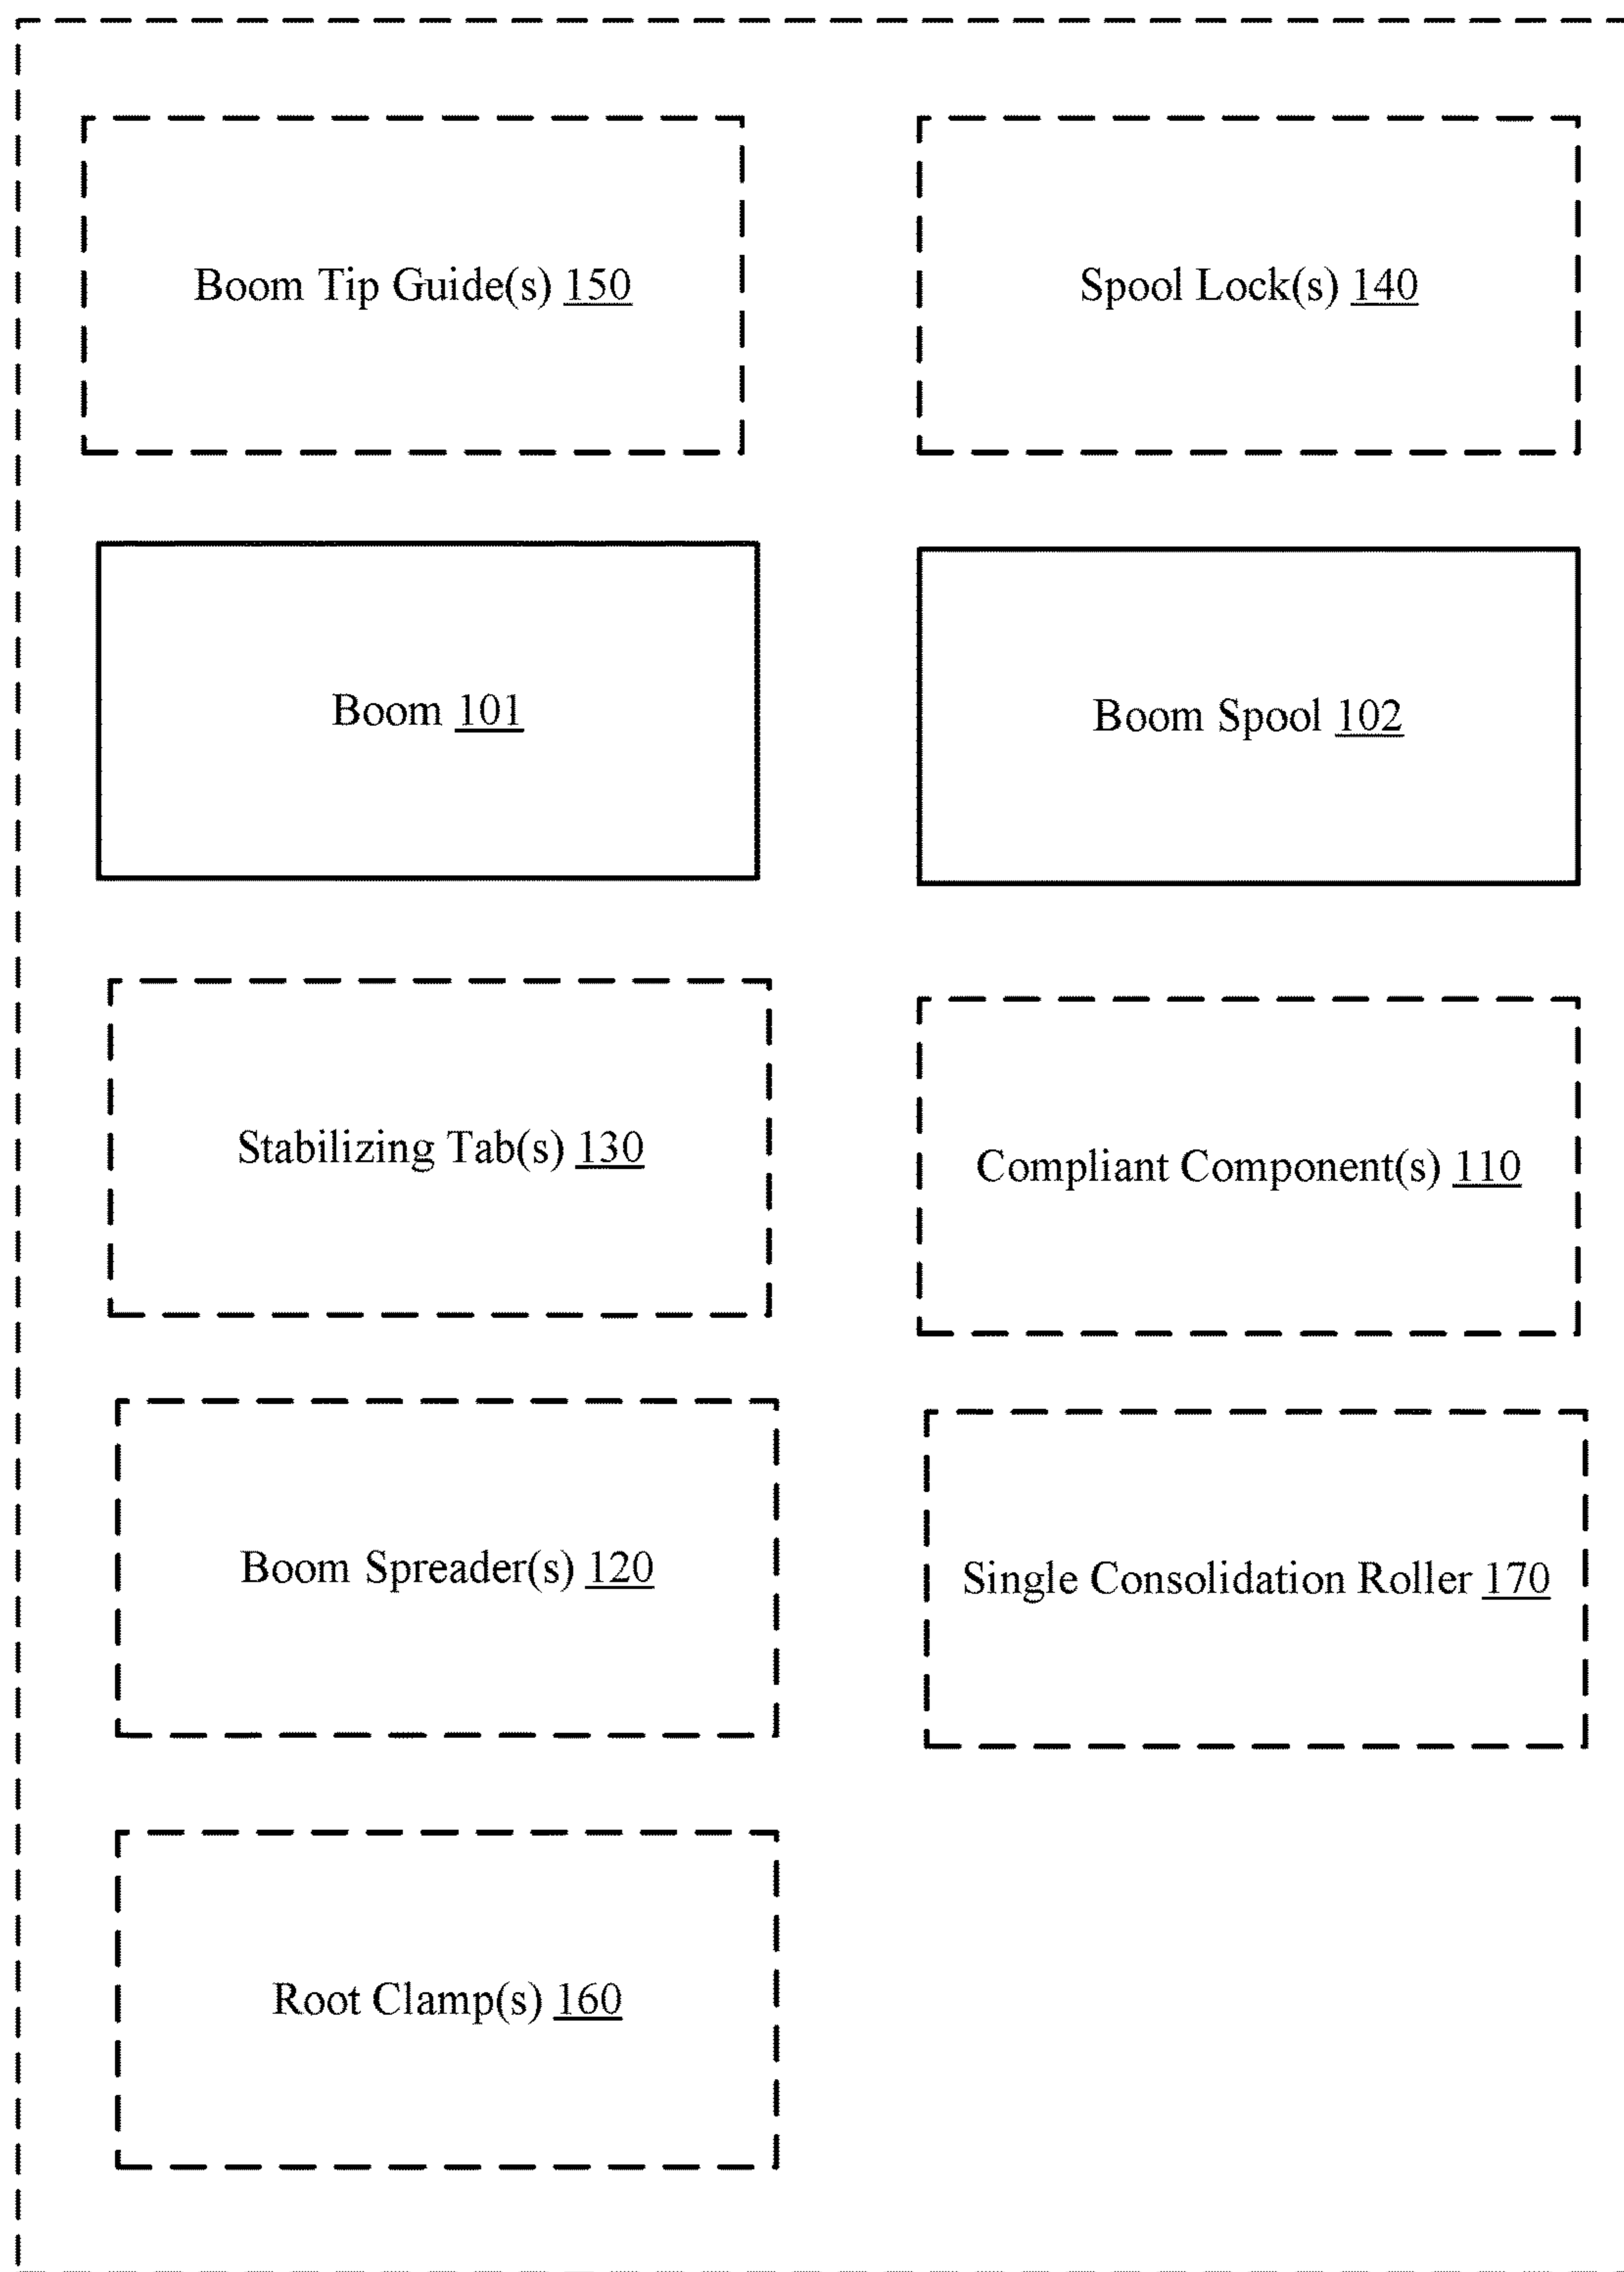 Boom Tip Guide(s) 150
Spool Lock(s) 140
Boom 101
Boom Spool 102
Stabilizing Tab(s) 130
Compliant Component(s) 110
Boom Spreader(s) 120
Single Consolidation Roller 170
Root Clamp(s) 160